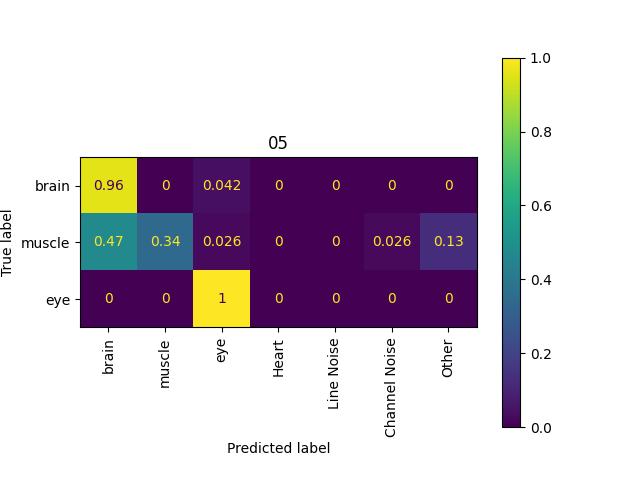 05
True label
brain 0.96 0 0.042 0 0 0 0
muscle 0.47 0.34 0.026 0 0 0.026 0.13
eye 0 0 1 0 0 0 0
brain muscle eye Heart Line Noise Channel Noise Other
Predicted label
1.0
0.8
0.6
0.4
0.2
0.0